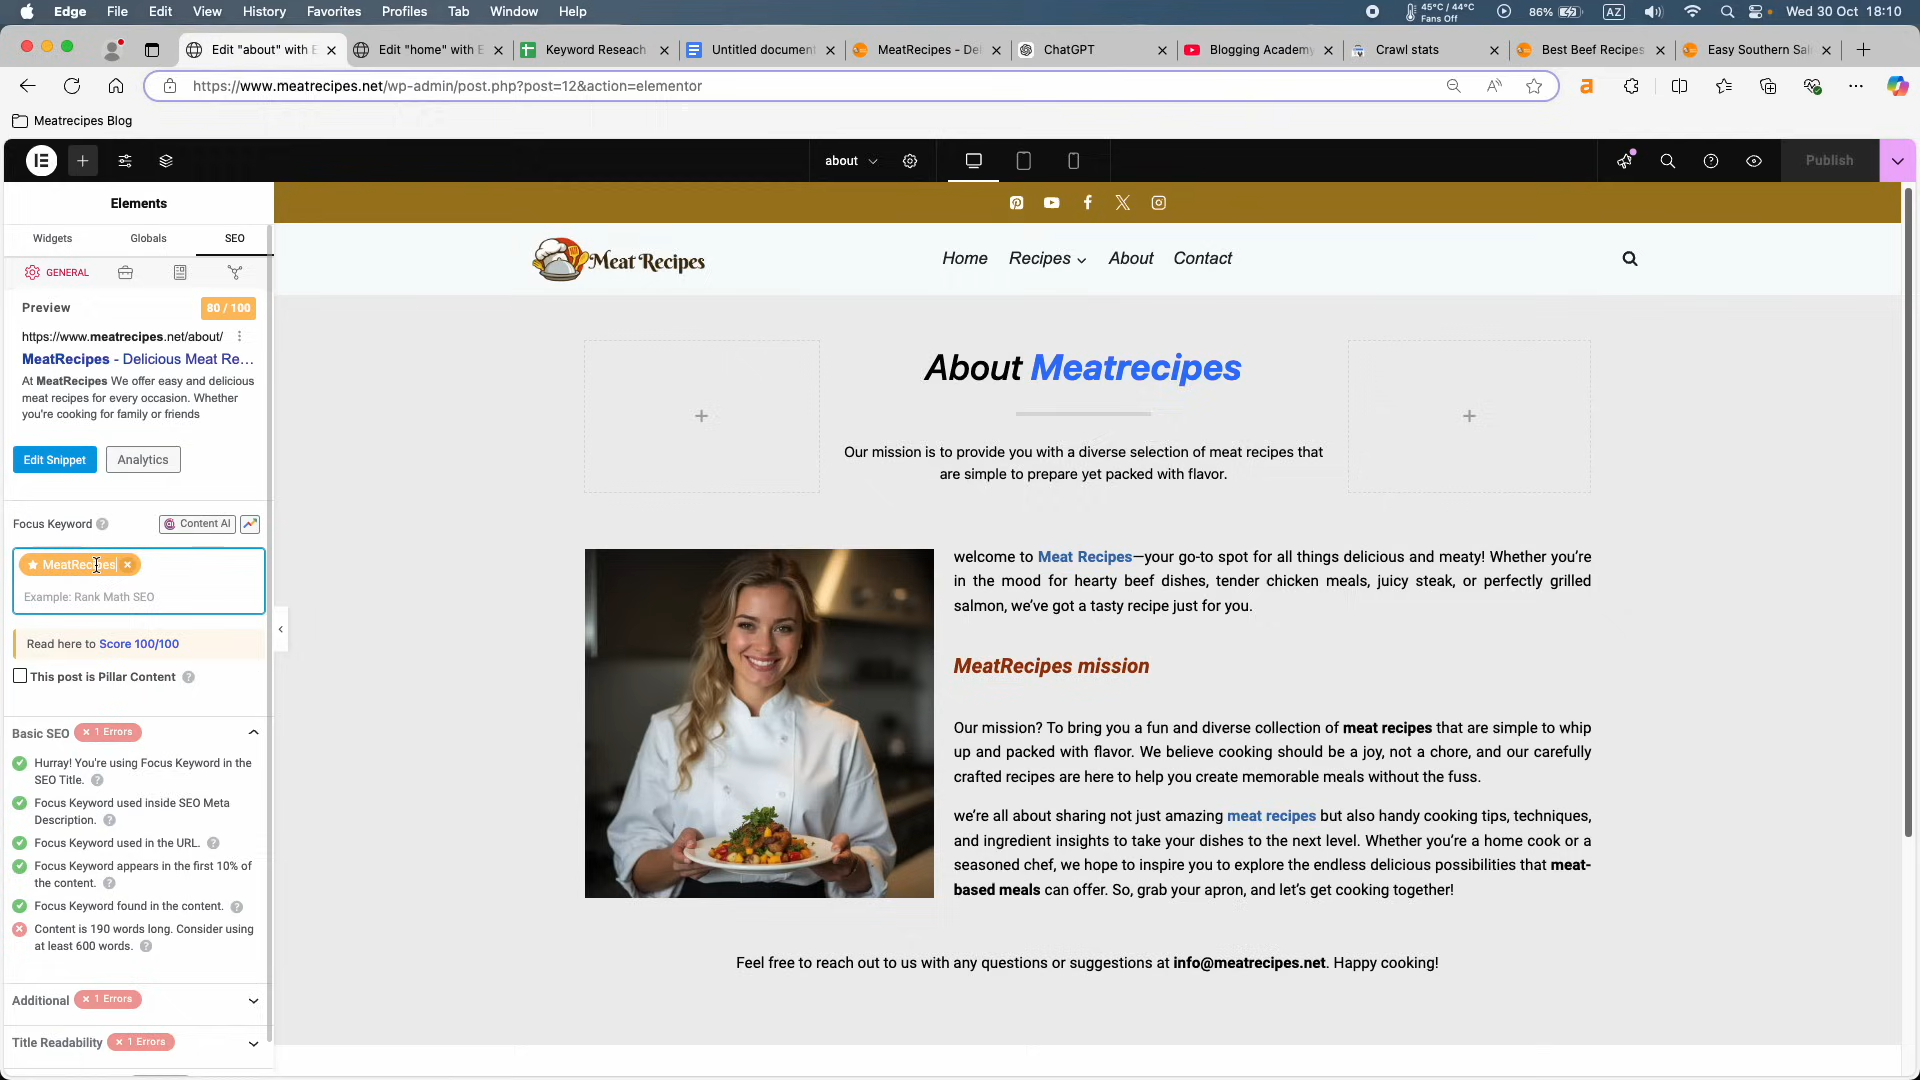 Edge File Edit View History Favorites Profiles Tab Window Help
45°C / 44°C
Fans Off
86%
AZ
Wed 30 Oct 18:10
Edit "about" with E
Edit "home" with E
Keyword Reseach
Untitled document
MeatRecipes - Del
ChatGPT
Blogging Academy
Crawl stats
Best Beef Recipes
Easy Southern Sal
https://www.meatrecipes.net/wp-admin/post.php?post=12&action=elementor
Meatrecipes Blog
about
Publish
Elements
Widgets Globals SEO
GENERAL
Preview 80 / 100
https://www.meatrecipes.net/about/
MeatRecipes - Delicious Meat Re...
At MeatRecipes We offer easy and delicious
meat recipes for every occasion. Whether
you're cooking for family or friends
Edit Snippet Analytics
Focus Keyword Content AI
MeatRecipes
Example: Rank Math SEO
Read here to Score 100/100
This post is Pillar Content
Basic SEO × 1 Errors
Hurray! You're using Focus Keyword in the
SEO Title.
Focus Keyword used inside SEO Meta
Description.
Focus Keyword used in the URL.
Focus Keyword appears in the first 10% of
the content.
Focus Keyword found in the content.
Content is 190 words long. Consider using
at least 600 words.
Additional × 1 Errors
Title Readability × 1 Errors
Meat Recipes
Home Recipes About Contact
About Meatrecipes
Our mission is to provide you with a diverse selection of meat recipes that
are simple to prepare yet packed with flavor.
welcome to Meat Recipes—your go-to spot for all things delicious and meaty! Whether you're
in the mood for hearty beef dishes, tender chicken meals, juicy steak, or perfectly grilled
salmon, we've got a tasty recipe just for you.
MeatRecipes mission
Our mission? To bring you a fun and diverse collection of meat recipes that are simple to whip
up and packed with flavor. We believe cooking should be a joy, not a chore, and our carefully
crafted recipes are here to help you create memorable meals without the fuss.
we're all about sharing not just amazing meat recipes but also handy cooking tips, techniques,
and ingredient insights to take your dishes to the next level. Whether you're a home cook or a
seasoned chef, we hope to inspire you to explore the endless delicious possibilities that meat-
based meals can offer. So, grab your apron, and let's get cooking together!
Feel free to reach out to us with any questions or suggestions at info@meatrecipes.net. Happy cooking!